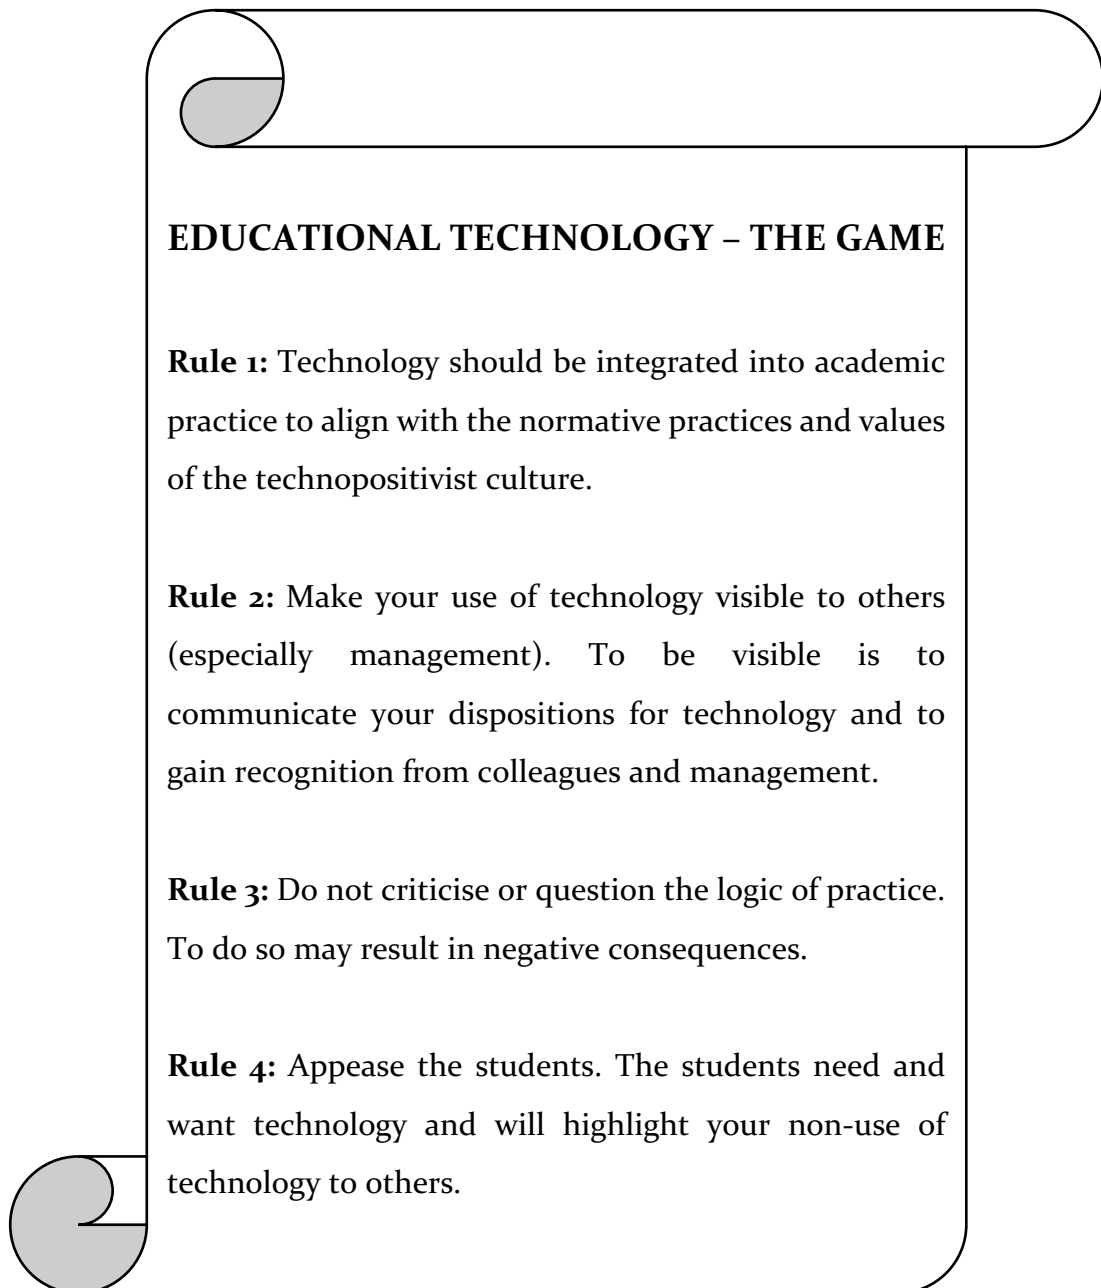 EDUCATIONAL TECHNOLOGY – THE GAME
Rule 1: Technology should be integrated into academic
practice to align with the normative practices and values
of the technopositivist culture.
Rule 2: Make your use of technology visible to others
(especially management). To be visible is to
communicate your dispositions for technology and to
gain recognition from colleagues and management.
Rule 3: Do not criticise or question the logic of practice.
To do so may result in negative consequences.
Rule 4: Appease the students. The students need and
want technology and will highlight your non-use of
technology to others.